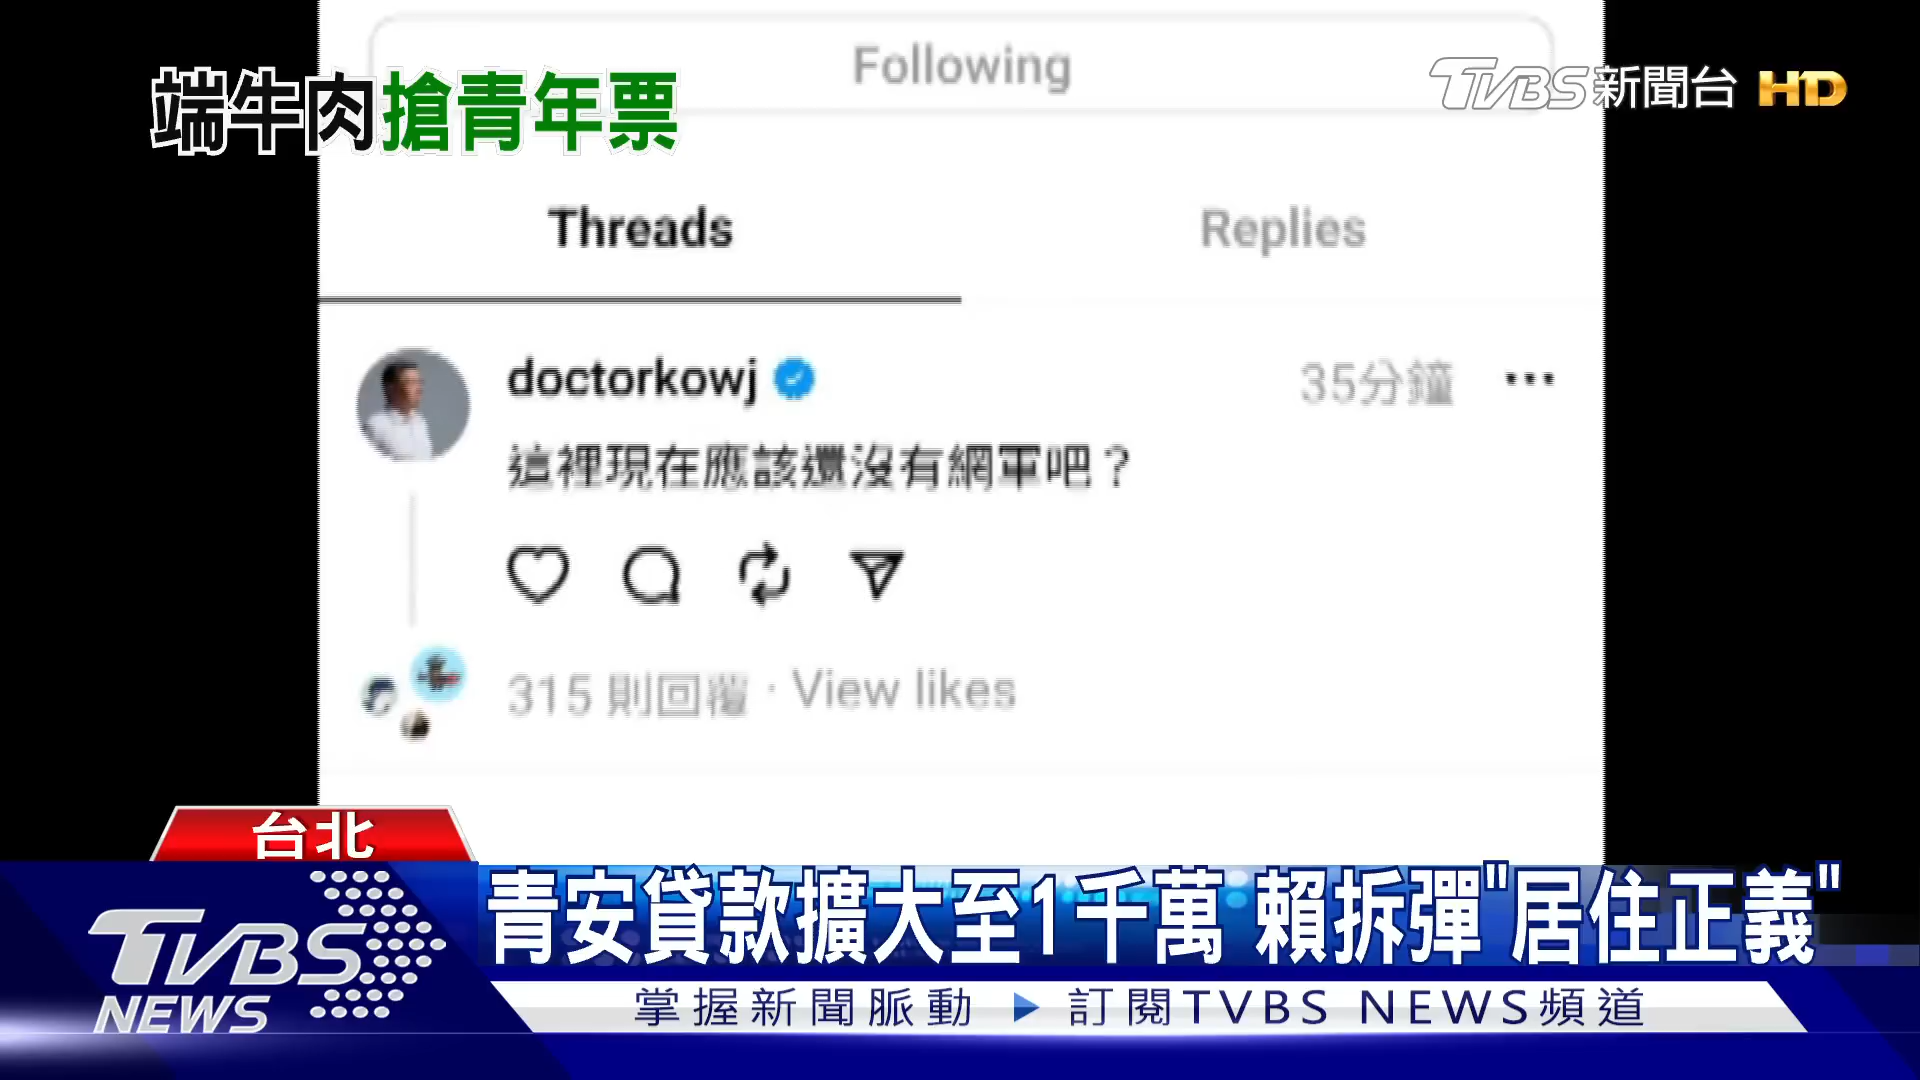 Following
TVBS新聞台 HD
端牛肉搶青年票
Threads
Replies
doctorkowj
35分鐘
這裡現在應該還沒有網軍吧？
315 則回覆 · View likes
台北
青安貸款擴大至1千萬 賴拆彈"居住正義"
TVBS NEWS
掌握新聞脈動 ▶ 訂閱TVBS NEWS頻道